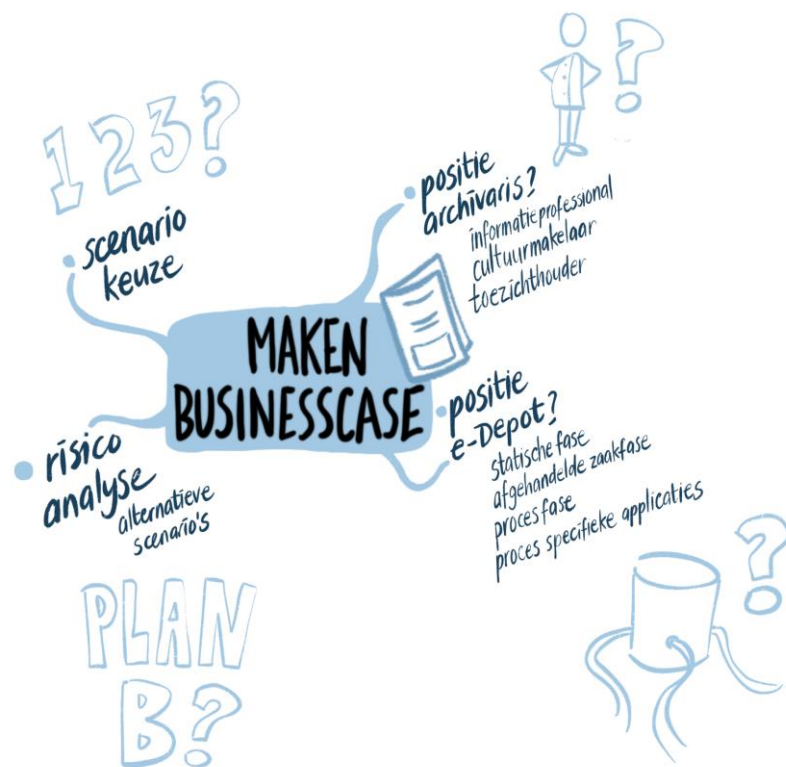 123?
scenario
keuze
?
positie
archivaris?
informatieprofessional
cultuurmakelaar
toezichthouder
MAKEN
BUSINESSCASE
positie
e-Depot?
statische fase
afgehandelde zaakfase
proces fase
proces specifieke applicaties
?
risico
analyse
alternatieve
scenario's
PLAN
B?